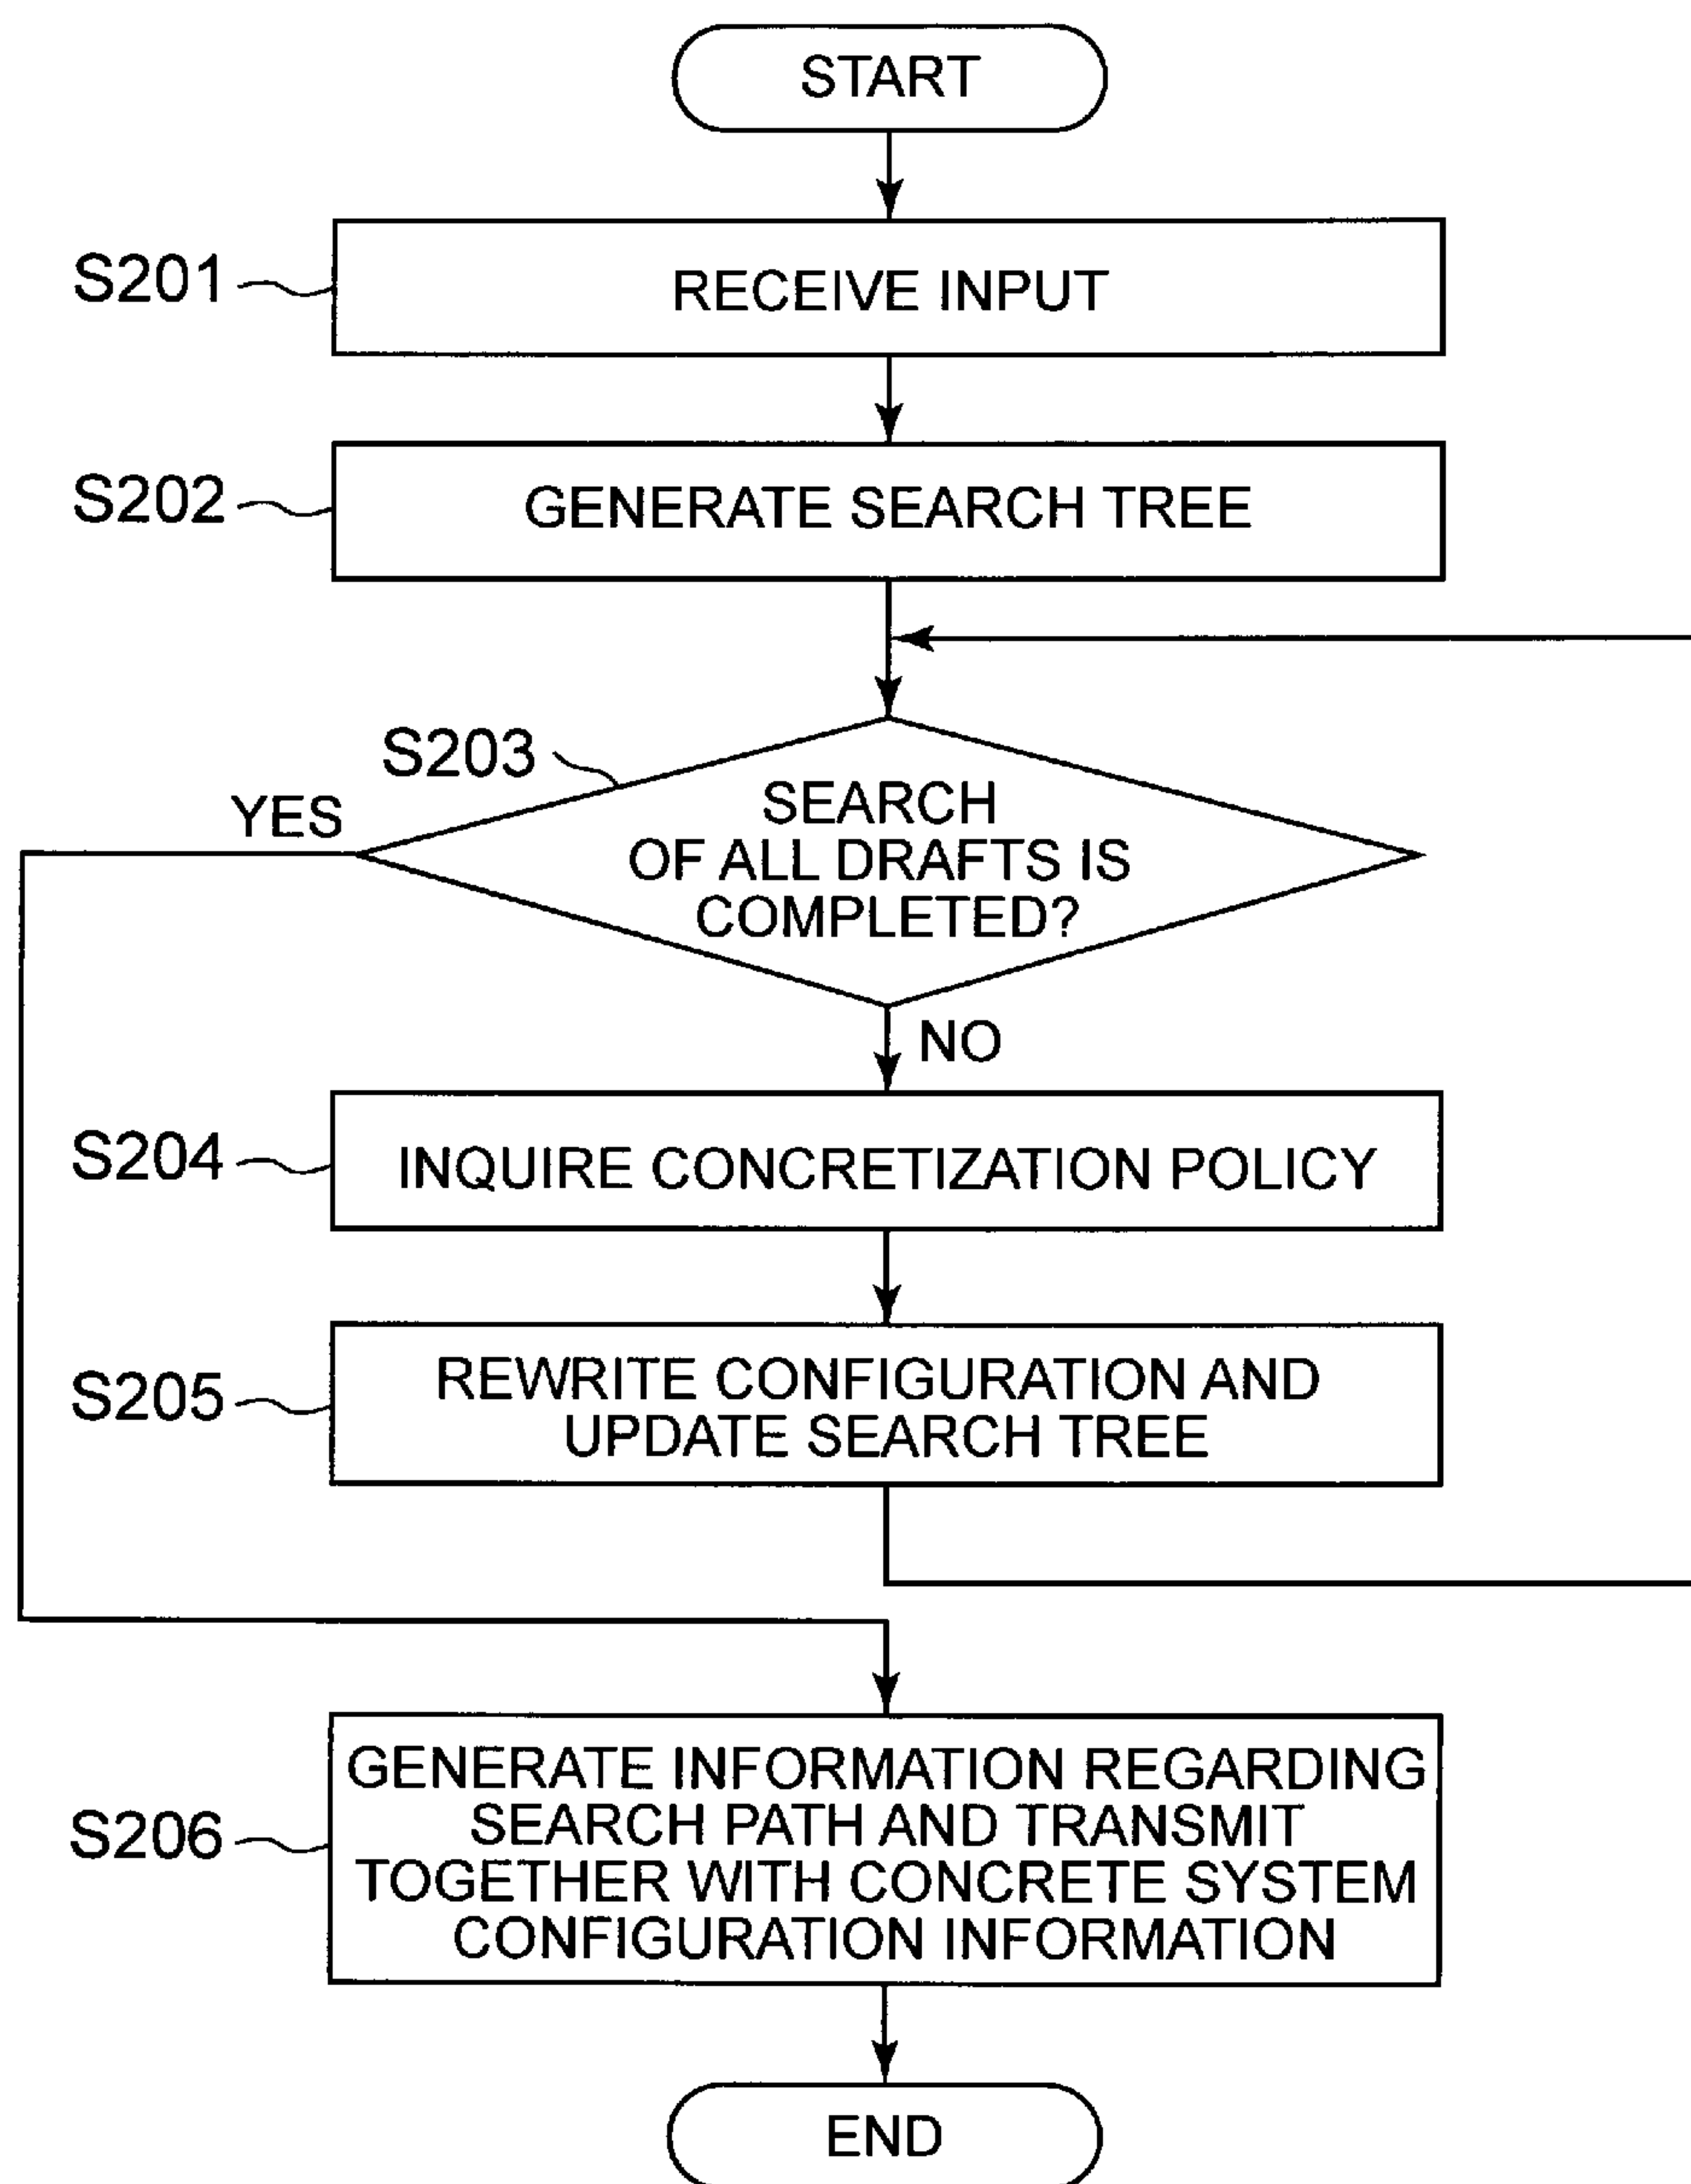 START
S201
RECEIVE INPUT
S202
GENERATE SEARCH TREE
S203
YES
SEARCH
OF ALL DRAFTS IS
COMPLETED?
NO
S204
INQUIRE CONCRETIZATION POLICY
S205
REWRITE CONFIGURATION AND
UPDATE SEARCH TREE
S206
GENERATE INFORMATION REGARDING
SEARCH PATH AND TRANSMIT
TOGETHER WITH CONCRETE SYSTEM
CONFIGURATION INFORMATION
END